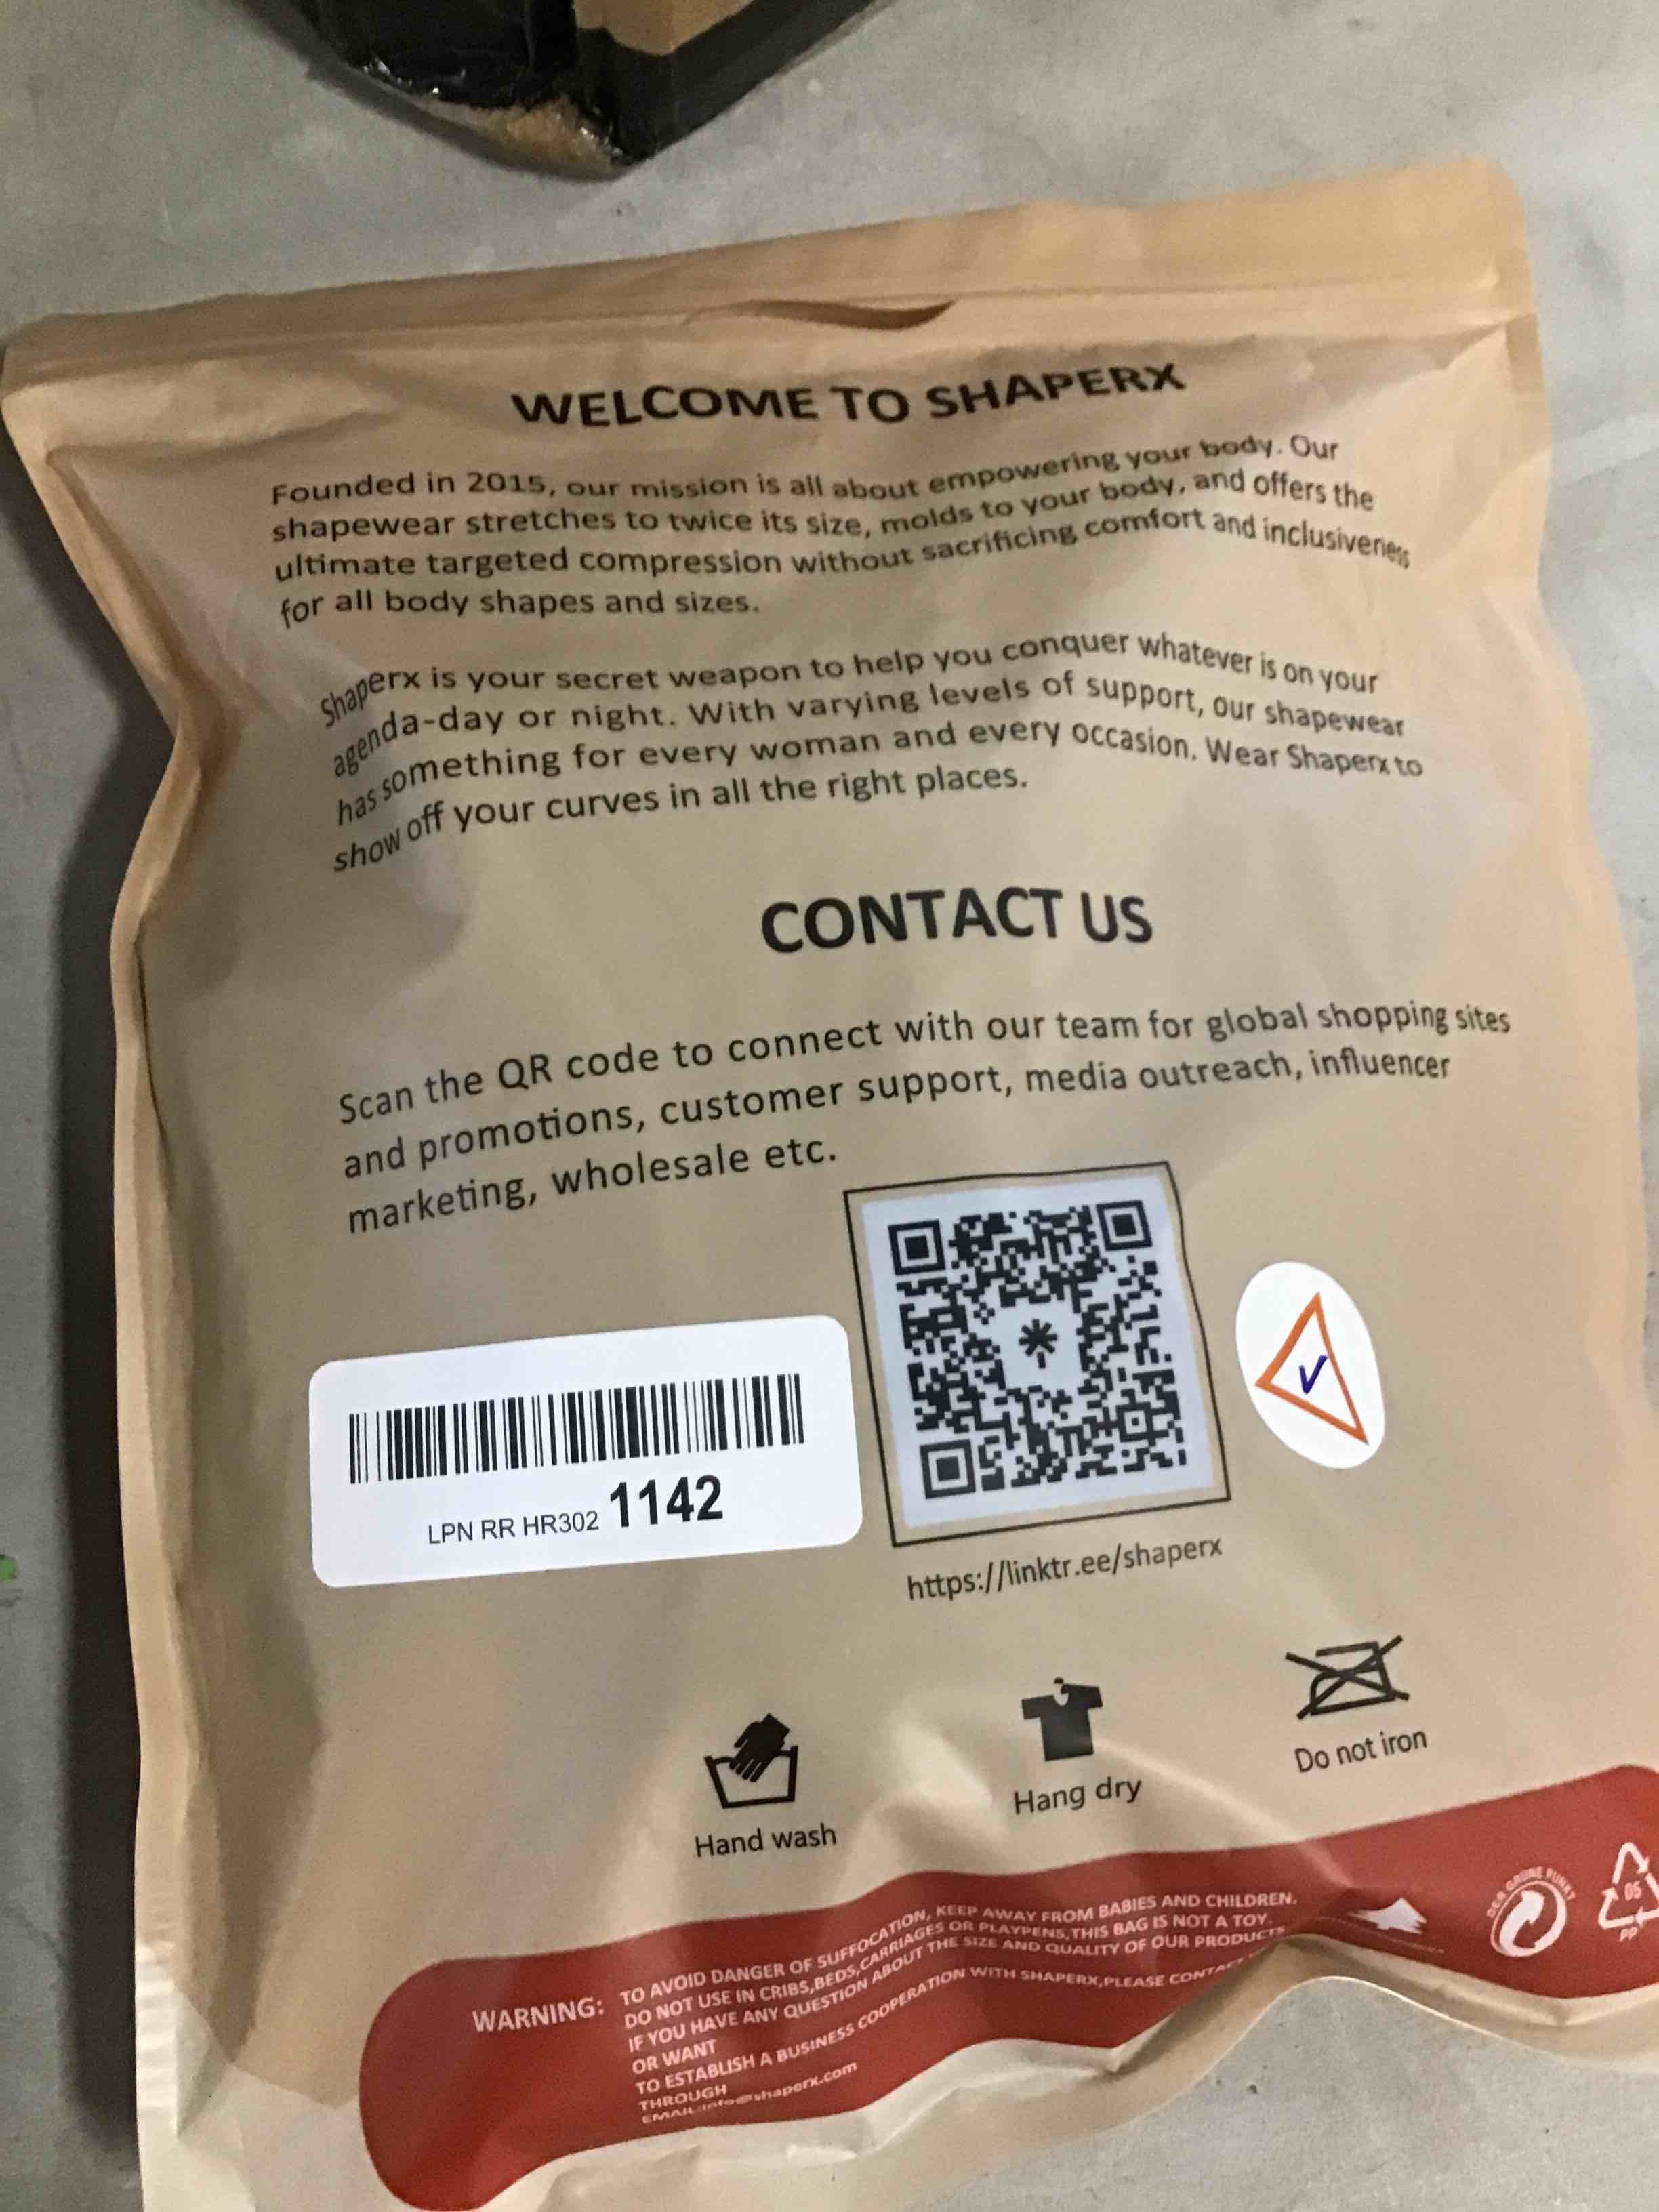 WELCOME TO SHAPERX
Founded in 2015, our mission is all about empowering your body. Our
shapewear stretches to twice its size, molds to your body, and offers the
ultimate targeted compression without sacrificing comfort and inclusiveness
for all body shapes and sizes.
Shaperx is your secret weapon to help you conquer whatever is on your
agenda-day or night. With varying levels of support, our shapewear
has something for every woman and every occasion. Wear Shaperx to
show off your curves in all the right places.
CONTACT US
Scan the QR code to connect with our team for global shopping sites
and promotions, customer support, media outreach, influencer
marketing, wholesale etc.
LPN RR HR302 1142
https://linktr.ee/shaperx
Hand wash
Hang dry
Do not iron
WARNING:
TO AVOID DANGER OF SUFFOCATION, KEEP AWAY FROM BABIES AND CHILDREN.
DO NOT USE IN CRIBS,BEDS,CARRIAGES OR PLAYPENS,THIS BAG IS NOT A TOY.
IF YOU HAVE ANY QUESTION ABOUT THE SIZE AND QUALITY OF OUR PRODUCTS
OR WANT
TO ESTABLISH A BUSINESS COOPERATION WITH SHAPERX,PLEASE CONTACT
THROUGH
EMAIL:info@shaperx.com
DER GRÜNE PUNKT
05
PP